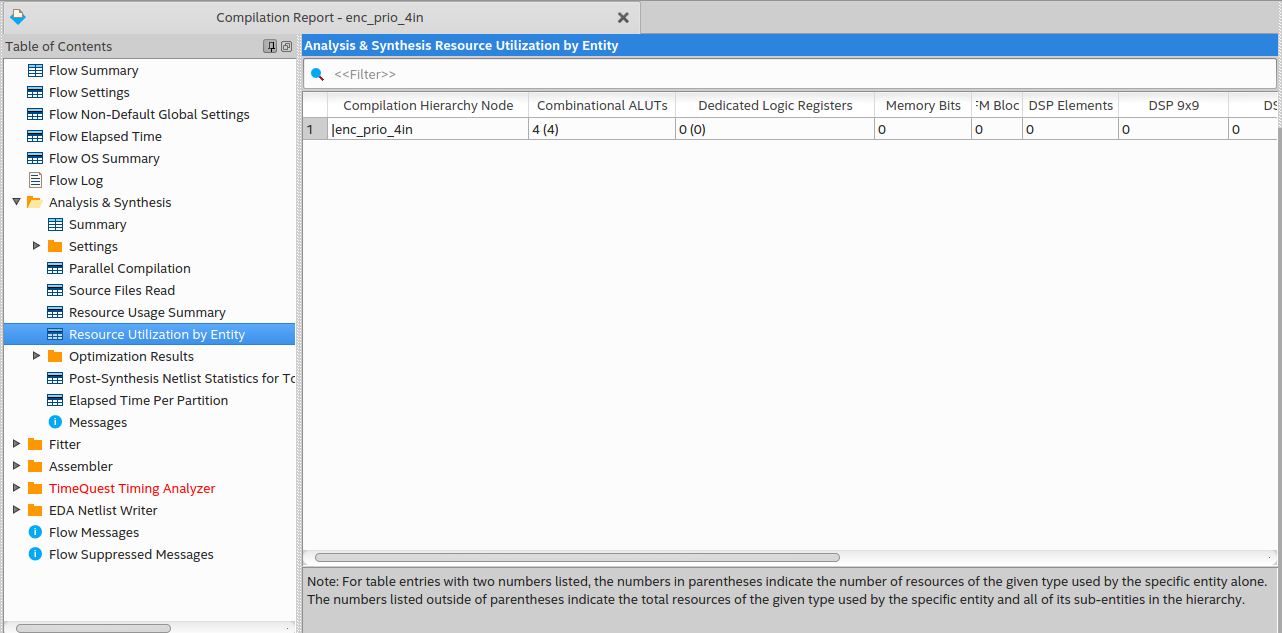 Compilation Report - enc_prio_4in
Table of Contents
Flow Summary
Flow Settings
Flow Non-Default Global Settings
Flow Elapsed Time
Flow OS Summary
Flow Log
Analysis & Synthesis
Summary
Settings
Parallel Compilation
Source Files Read
Resource Usage Summary
Resource Utilization by Entity
Optimization Results
Post-Synthesis Netlist Statistics for To
Elapsed Time Per Partition
Messages
Fitter
Assembler
TimeQuest Timing Analyzer
EDA Netlist Writer
Flow Messages
Flow Suppressed Messages
Analysis & Synthesis Resource Utilization by Entity
<<Filter>>
Compilation Hierarchy Node Combinational ALUTs Dedicated Logic Registers Memory Bits M Bloc DSP Elements DSP 9x9 DS
1 |enc_prio_4in 4 (4) 0 (0) 0 0 0 0 0
Note: For table entries with two numbers listed, the numbers in parentheses indicate the number of resources of the given type used by the specific entity alone.
The numbers listed outside of parentheses indicate the total resources of the given type used by the specific entity and all of its sub-entities in the hierarchy.